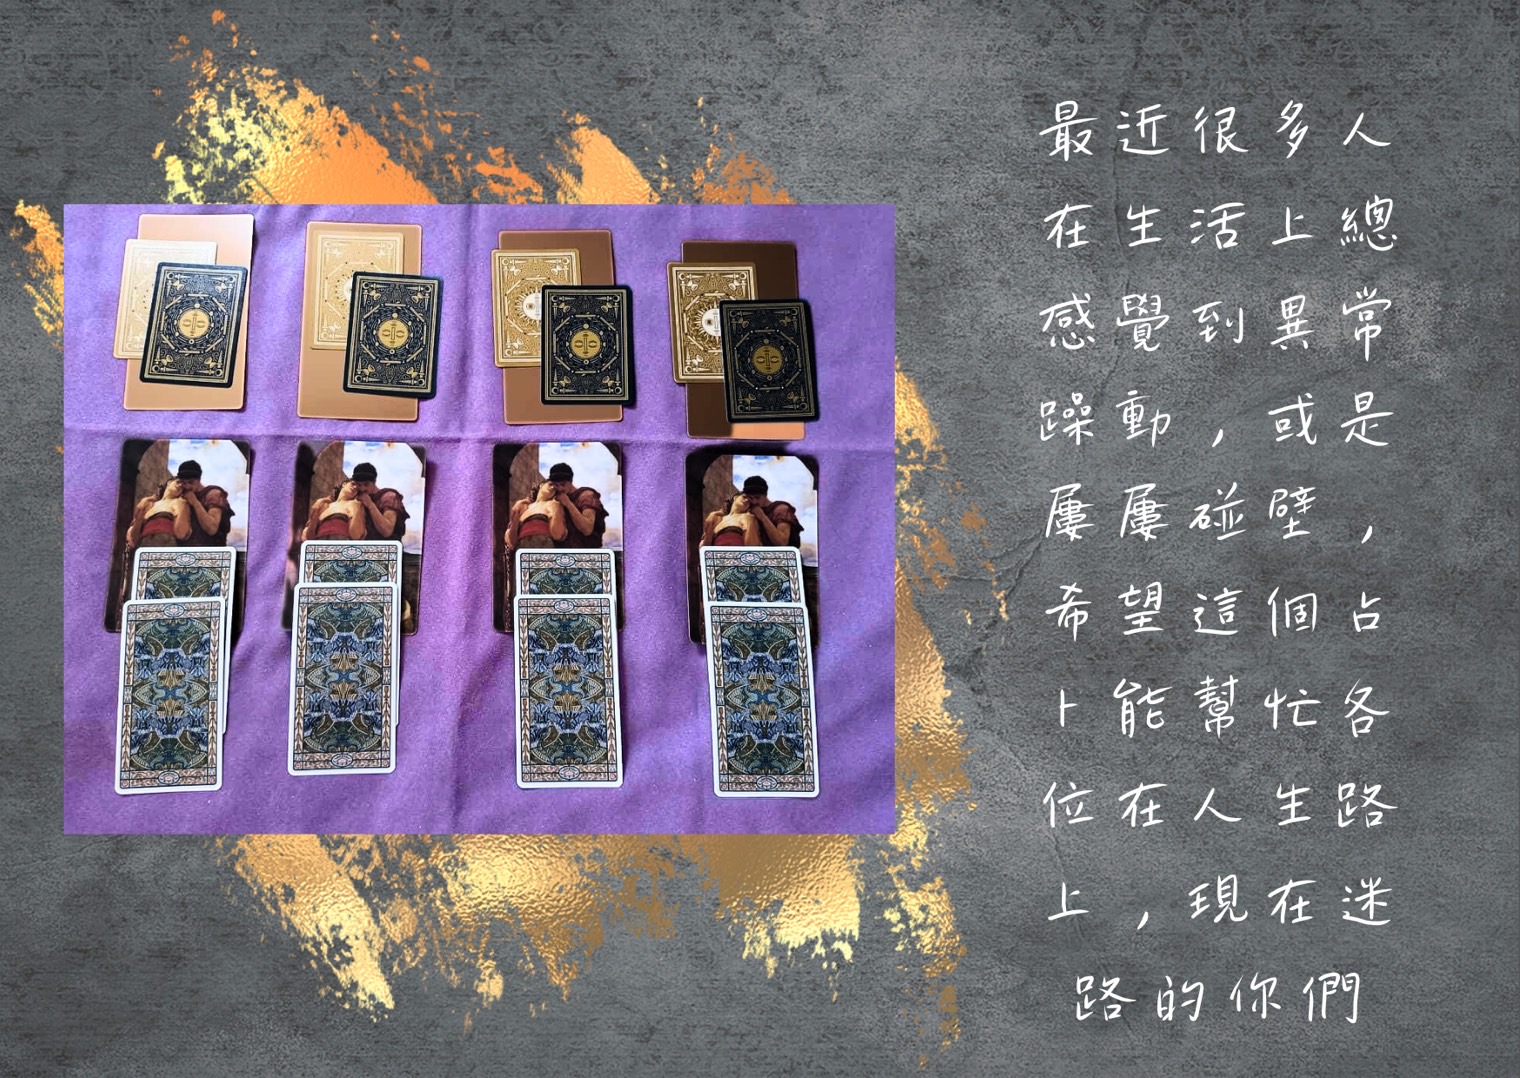 最近很多人
在生活上總
感覺到異常
躁動，或是
屢屢碰壁，
希望這個占
卜能幫忙各
位在人生路
上，現在迷
路的你們